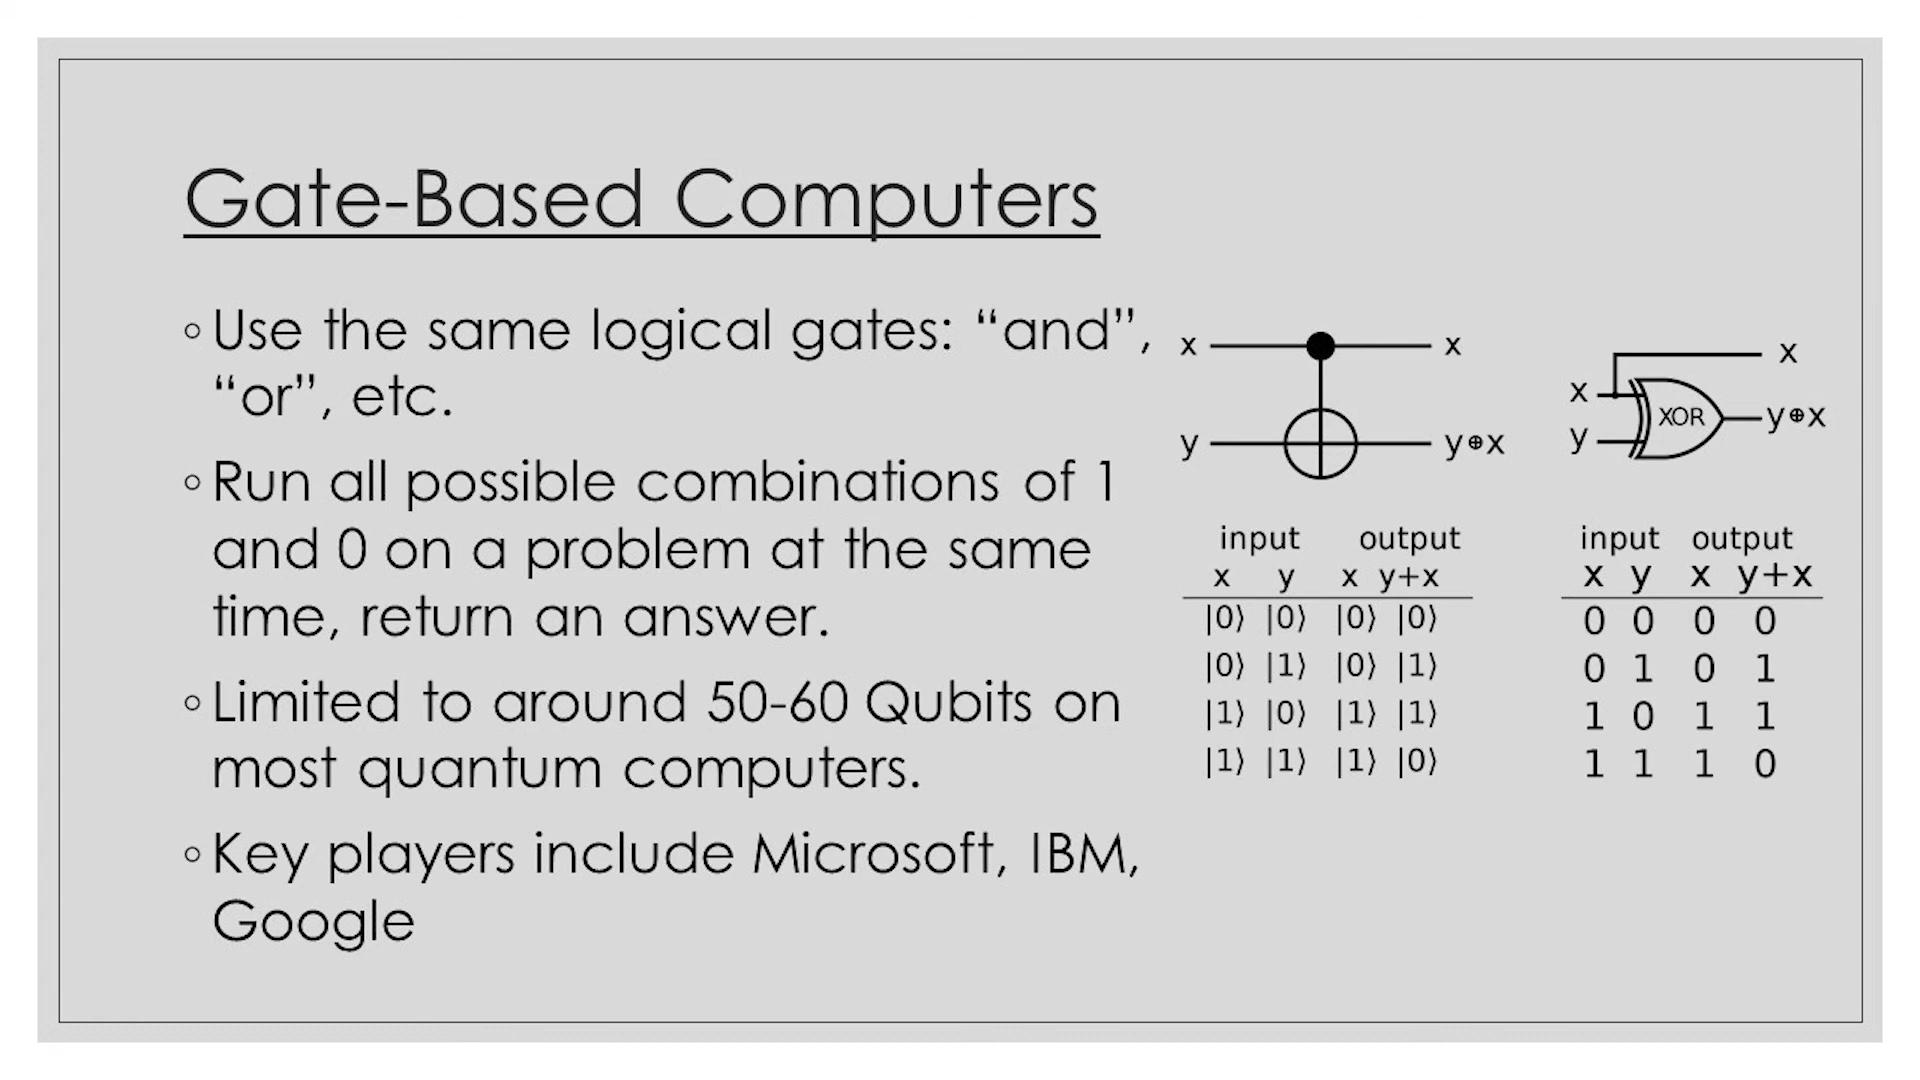 Gate-Based Computers
◦ Use the same logical gates: “and”,
“or”, etc.
◦ Run all possible combinations of 1
and 0 on a problem at the same
time, return an answer.
◦ Limited to around 50-60 Qubits on
most quantum computers.
◦ Key players include Microsoft, IBM,
Google
x x
y y⊕x
input output
x y x y+x
|0⟩ |0⟩ |0⟩ |0⟩
|0⟩ |1⟩ |0⟩ |1⟩
|1⟩ |0⟩ |1⟩ |1⟩
|1⟩ |1⟩ |1⟩ |0⟩
x
x
XOR y⊕x
y
input output
x y x y+x
0 0 0 0
0 1 0 1
1 0 1 1
1 1 1 0